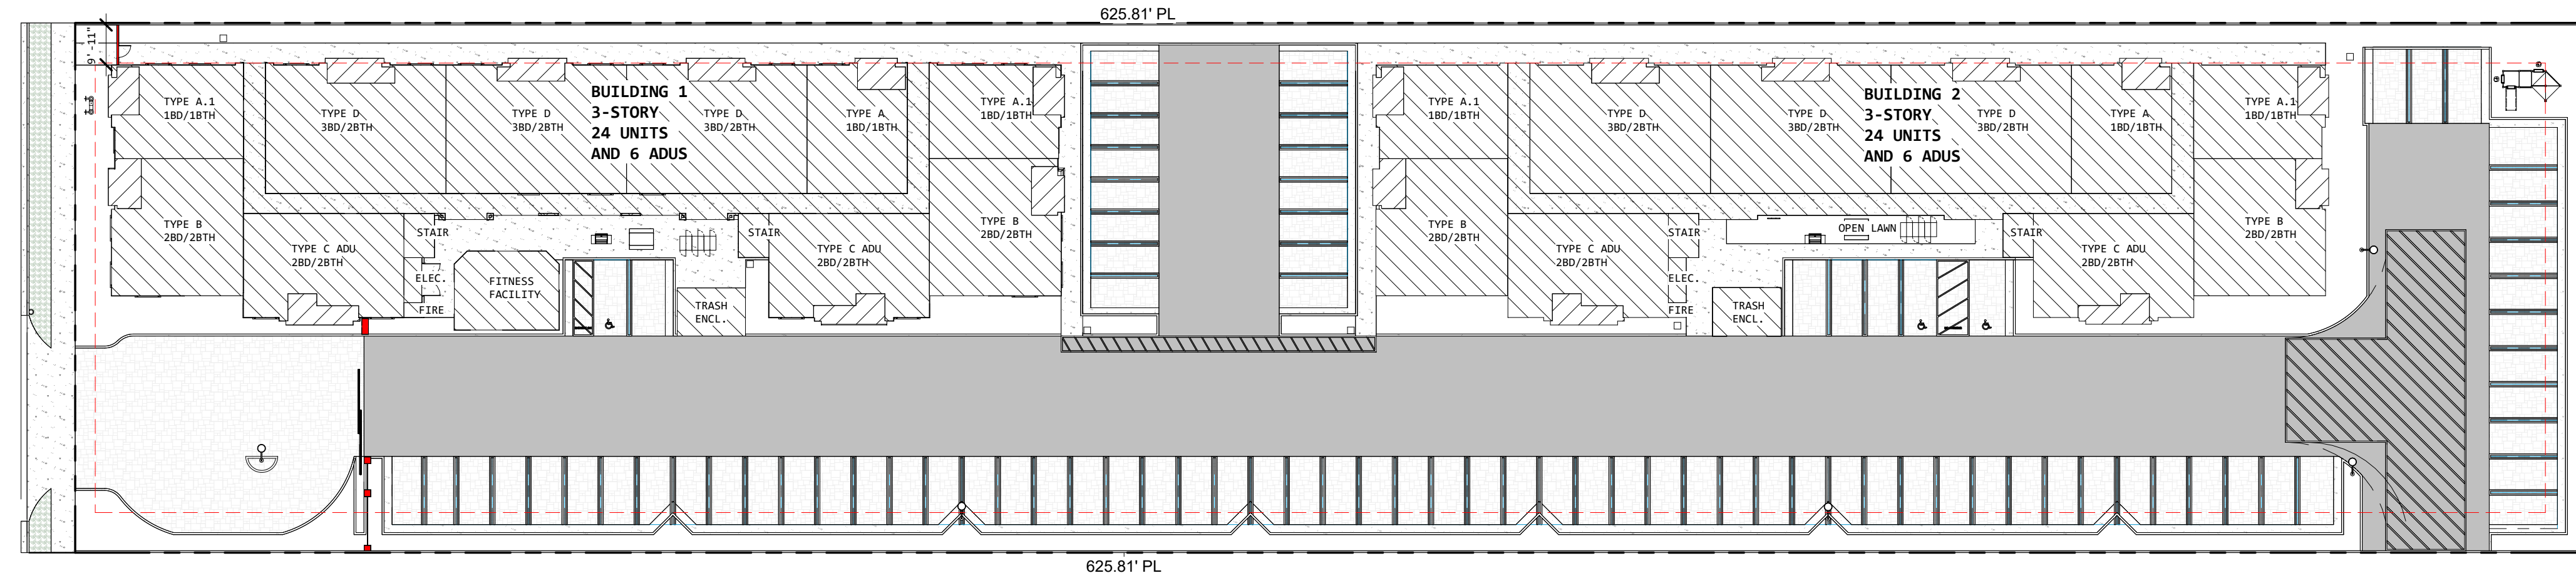 625.81' PL
9'-11"
TYPE A.1
1BD/1BTH
TYPE D
3BD/2BTH
TYPE D
3BD/2BTH
BUILDING 1
3-STORY
24 UNITS
AND 6 ADUS
TYPE D
3BD/2BTH
TYPE A
1BD/1BTH
TYPE A.1
1BD/1BTH
TYPE B
2BD/2BTH
TYPE C ADU
2BD/2BTH
STAIR
ELEC.
FIRE
FITNESS
FACILITY
TRASH
ENCL.
STAIR
TYPE C ADU
2BD/2BTH
TYPE B
2BD/2BTH
TYPE A.1
1BD/1BTH
TYPE D
3BD/2BTH
TYPE D
3BD/2BTH
BUILDING 2
3-STORY
24 UNITS
AND 6 ADUS
TYPE D
3BD/2BTH
TYPE A
1BD/1BTH
TYPE A.1
1BD/1BTH
TYPE B
2BD/2BTH
TYPE C ADU
2BD/2BTH
STAIR
ELEC.
FIRE
TRASH
ENCL.
OPEN LAWN
STAIR
TYPE C ADU
2BD/2BTH
TYPE B
2BD/2BTH
625.81' PL